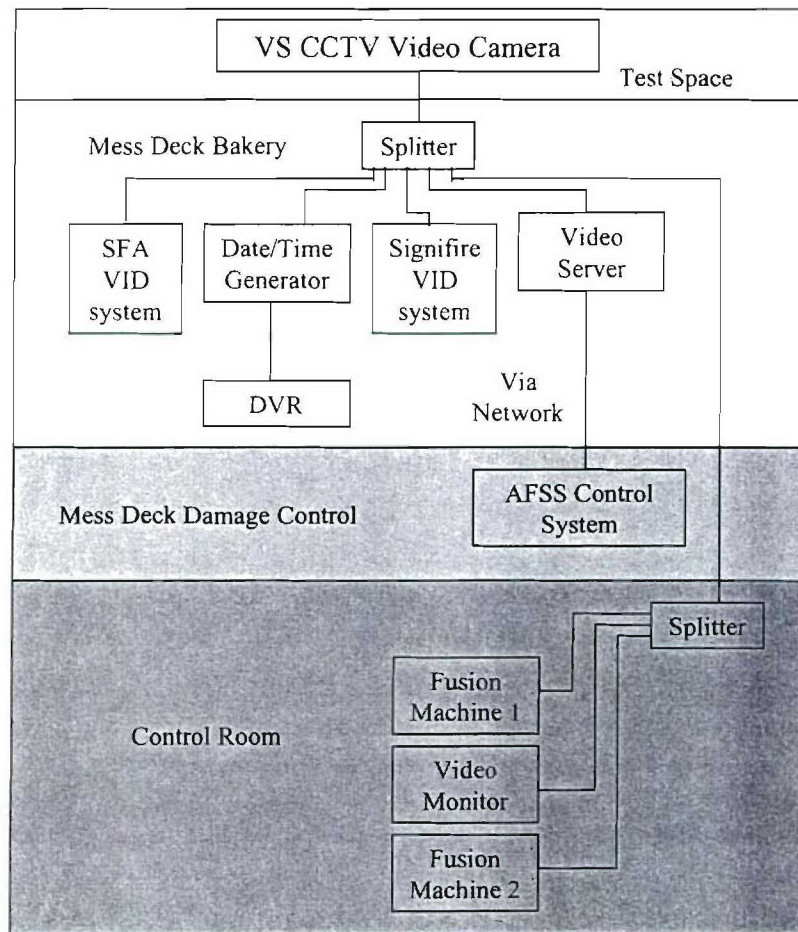 VS CCTV Video Camera
Test Space
Mess Deck Bakery
Splitter
SFA
VID
system
Date/Time
Generator
Signifire
VID
system
Video
Server
DVR
Via
Network
Mess Deck Damage Control
AFSS Control
System
Splitter
Control Room
Fusion
Machine 1
Video
Monitor
Fusion
Machine 2